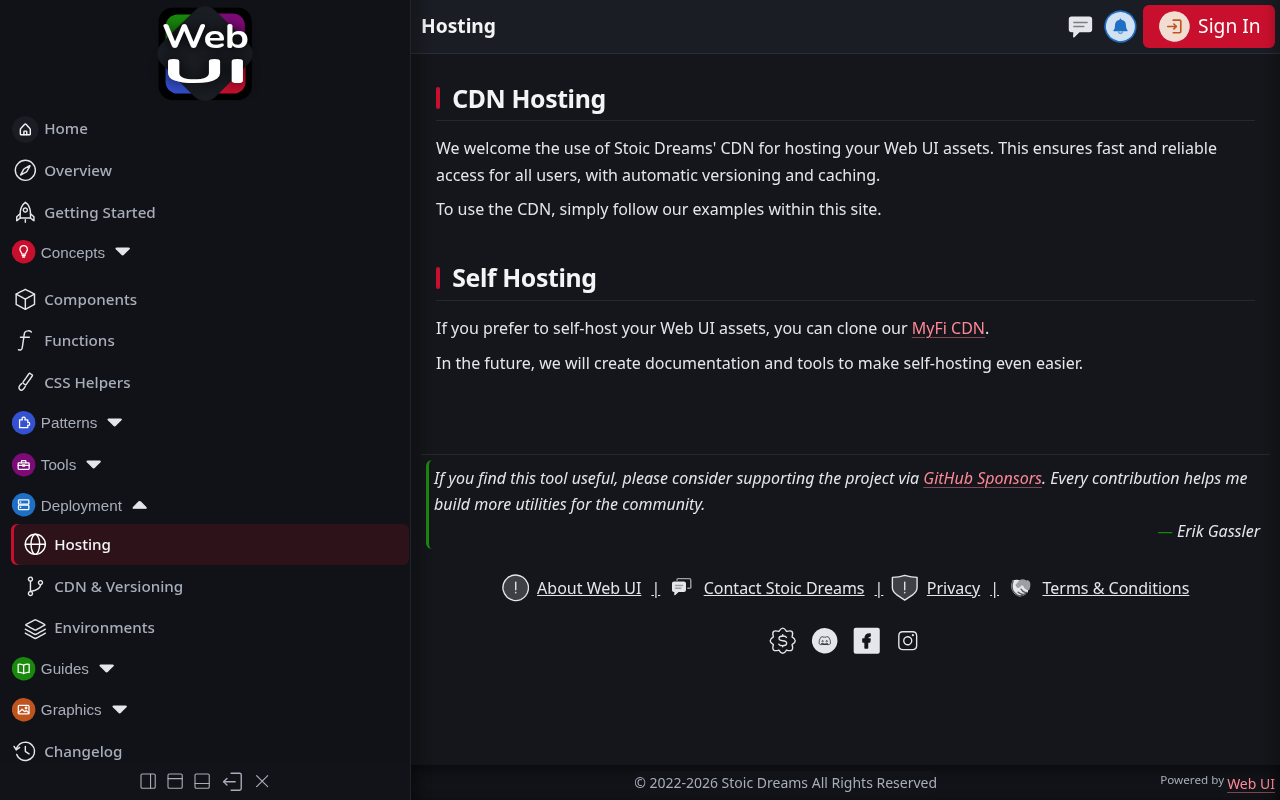 Web
UI
Home
Overview
Getting Started
Concepts
Components
Functions
CSS Helpers
Patterns
Tools
Deployment
Hosting
CDN & Versioning
Environments
Guides
Graphics
Changelog
Hosting
Sign In
CDN Hosting
We welcome the use of Stoic Dreams' CDN for hosting your Web UI assets. This ensures fast and reliable
access for all users, with automatic versioning and caching.
To use the CDN, simply follow our examples within this site.
Self Hosting
If you prefer to self-host your Web UI assets, you can clone our MyFi CDN.
In the future, we will create documentation and tools to make self-hosting even easier.
If you find this tool useful, please consider supporting the project via GitHub Sponsors. Every contribution helps me
build more utilities for the community.
— Erik Gassler
About Web UI | Contact Stoic Dreams | Privacy | Terms & Conditions
© 2022-2026 Stoic Dreams All Rights Reserved
Powered by Web UI